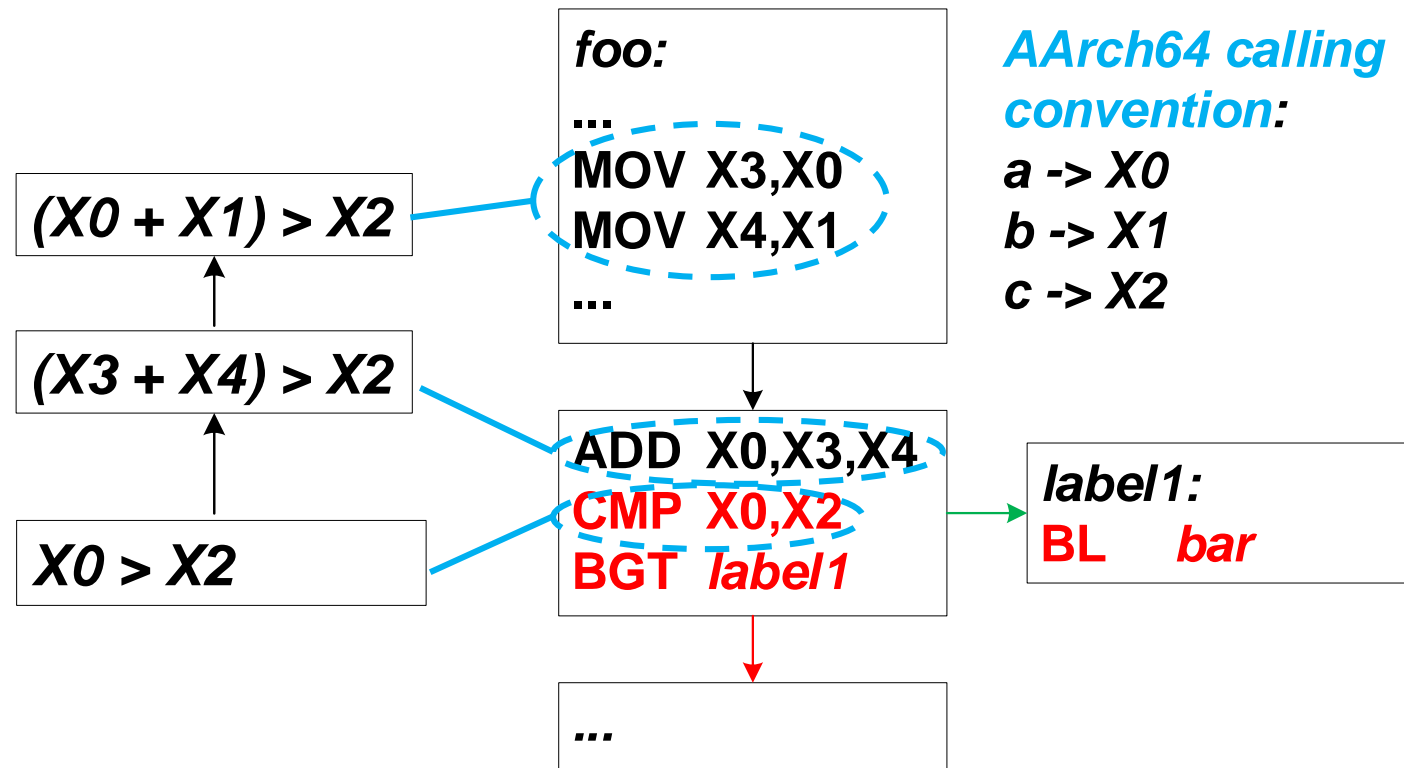 (X0 + X1) > X2
(X3 + X4) > X2
X0 > X2
foo:
...
MOV X3,X0
MOV X4,X1
...
ADD X0,X3,X4
CMP X0,X2
BGT label1
...
label1:
BL bar
AArch64 calling
convention:
a -> X0
b -> X1
c -> X2